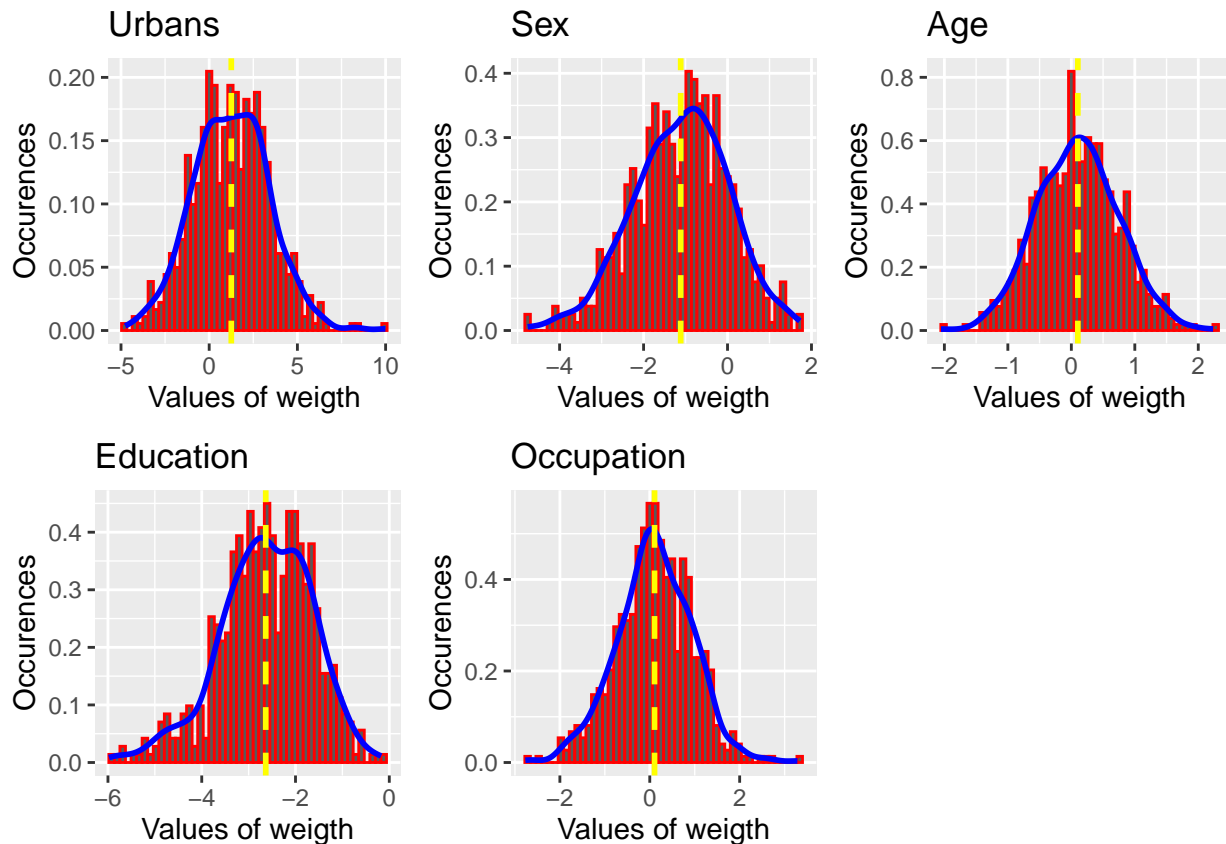 Urbans
Occurences
0.20
0.15
0.10
0.05
0.00
−5 0 5 10
Values of weigth
Sex
Occurences
0.4
0.3
0.2
0.1
0.0
−4 −2 0 2
Values of weigth
Age
Occurences
0.8
0.6
0.4
0.2
0.0
−2 −1 0 1 2
Values of weigth
Education
Occurences
0.4
0.3
0.2
0.1
0.0
−6 −4 −2 0
Values of weigth
Occupation
Occurences
0.4
0.2
0.0
−2 0 2
Values of weigth